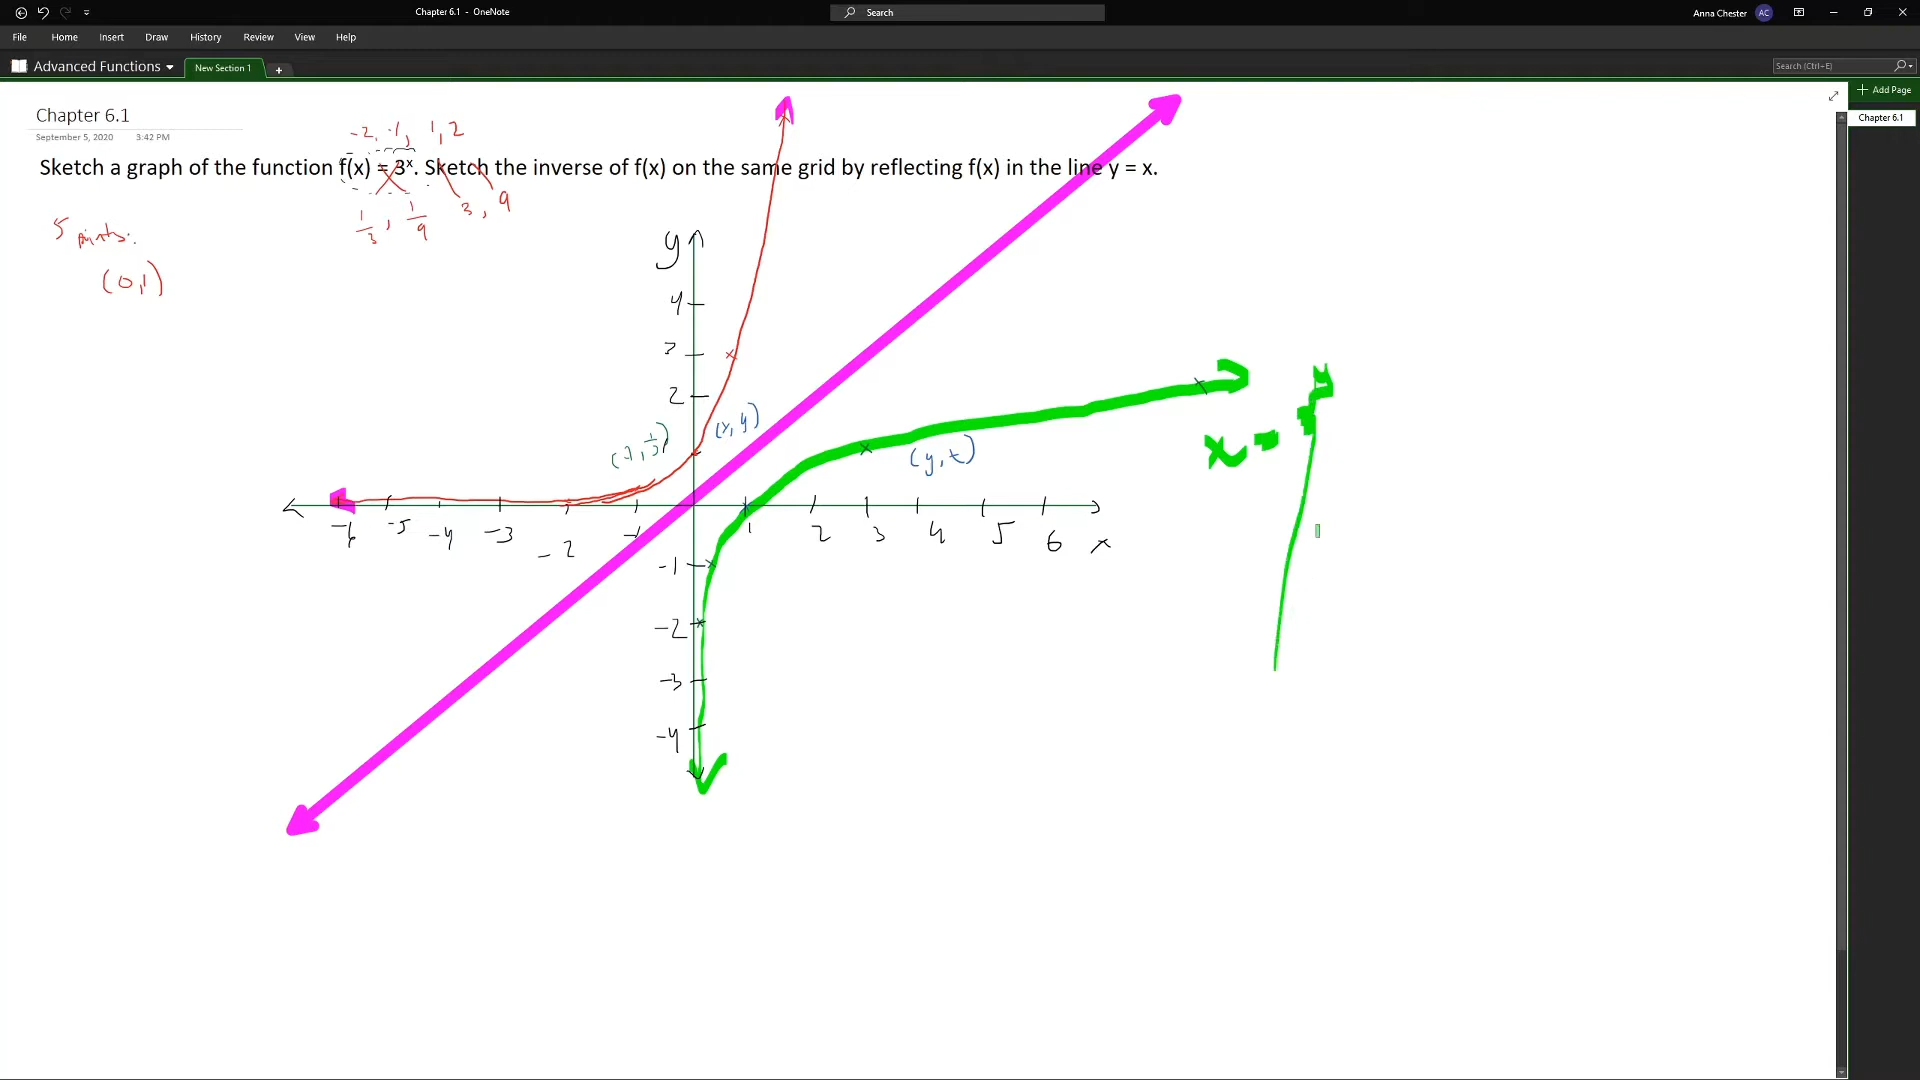 Chapter 6.1 - OneNote
Search
Anna Chester AC
File Home Insert Draw History Review View Help
Advanced Functions New Section 1 +
Search (Ctrl+E)
Add Page
Chapter 6.1
Chapter 6.1
September 5, 2020 3:42 PM
-2, -1, 1, 2
Sketch a graph of the function f(x) = 3ˣ. Sketch the inverse of f(x) on the same grid by reflecting f(x) in the line y = x.
1/3, 1/9 3, 9
5 points:
(0,1)
y
4
3
2
(x, y)
(y, x)
x =
-6 -5 -4 -3 -2 -1 1 2 3 4 5 6 x
-1
-2
-3
-4